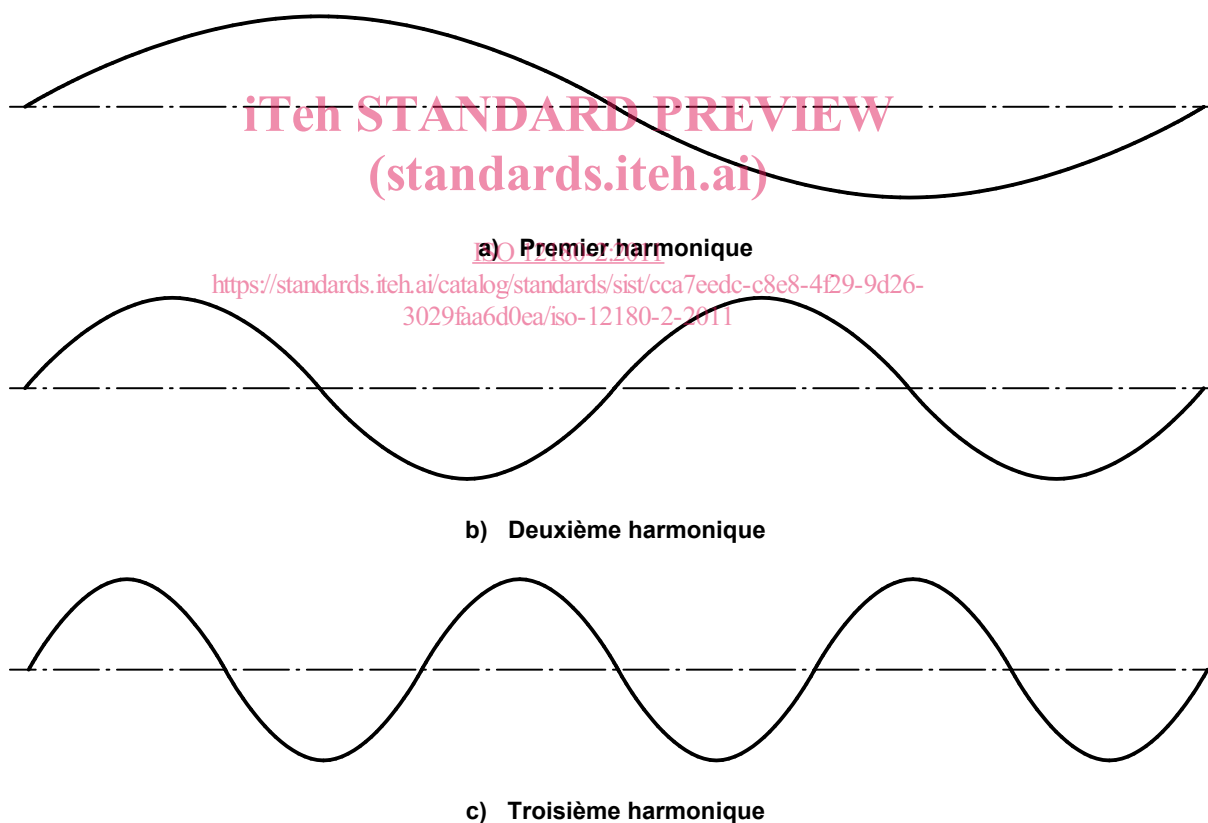 iTeh STANDARD PREVIEW
(standards.iteh.ai)
a) Premier harmonique
ISO 12180-2:2011
https://standards.iteh.ai/catalog/standards/sist/cca7eedc-c8e8-4f29-9d26-
3029faa6d0ea/iso-12180-2-2011
b) Deuxième harmonique
c) Troisième harmonique